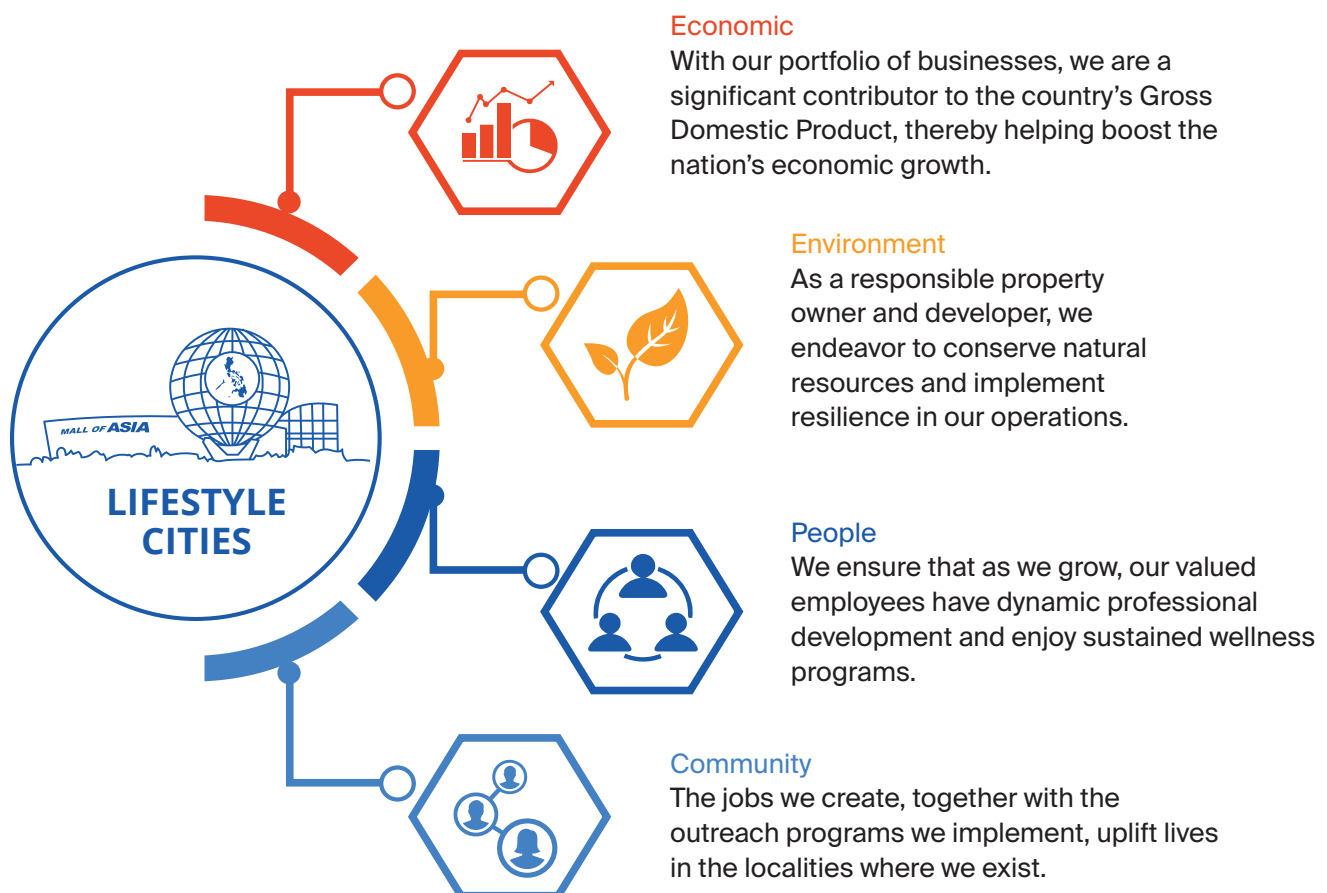 Economic
With our portfolio of businesses, we are a
significant contributor to the country’s Gross
Domestic Product, thereby helping boost the
nation’s economic growth.
Environment
As a responsible property
owner and developer, we
endeavor to conserve natural
resources and implement
resilience in our operations.
MALL OF ASIA
LIFESTYLE
CITIES
People
We ensure that as we grow, our valued
employees have dynamic professional
development and enjoy sustained wellness
programs.
Community
The jobs we create, together with the
outreach programs we implement, uplift lives
in the localities where we exist.